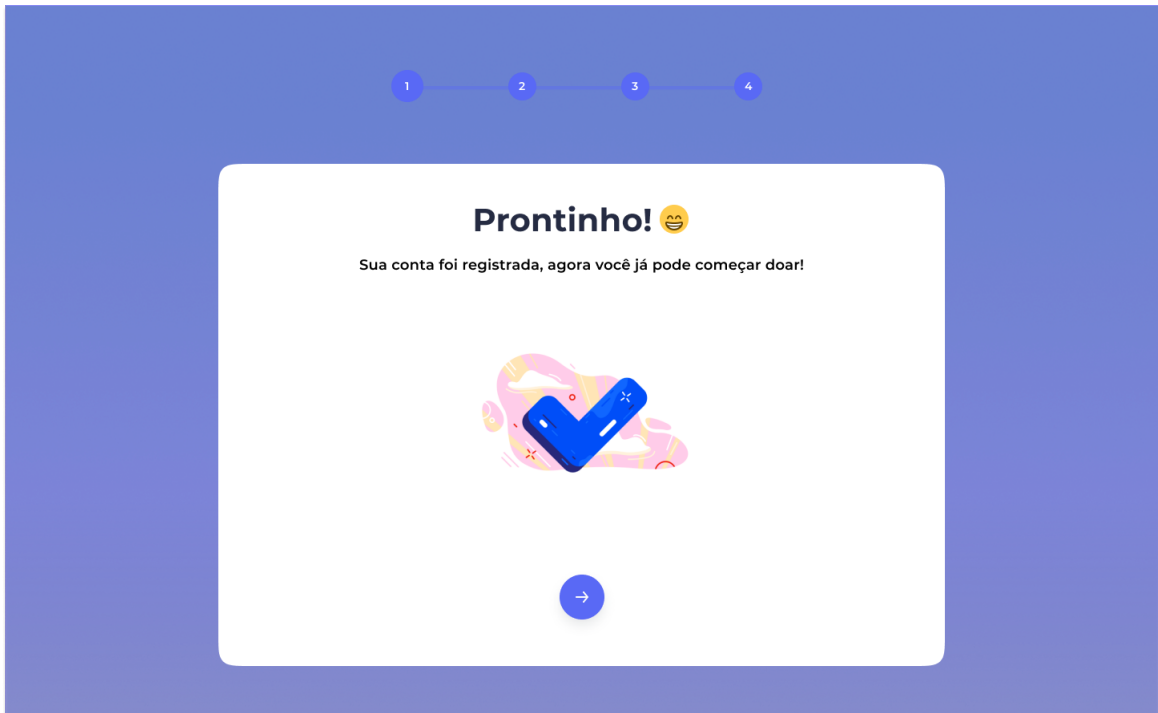 1 2 3 4
Prontinho! 😁
Sua conta foi registrada, agora você já pode começar doar!